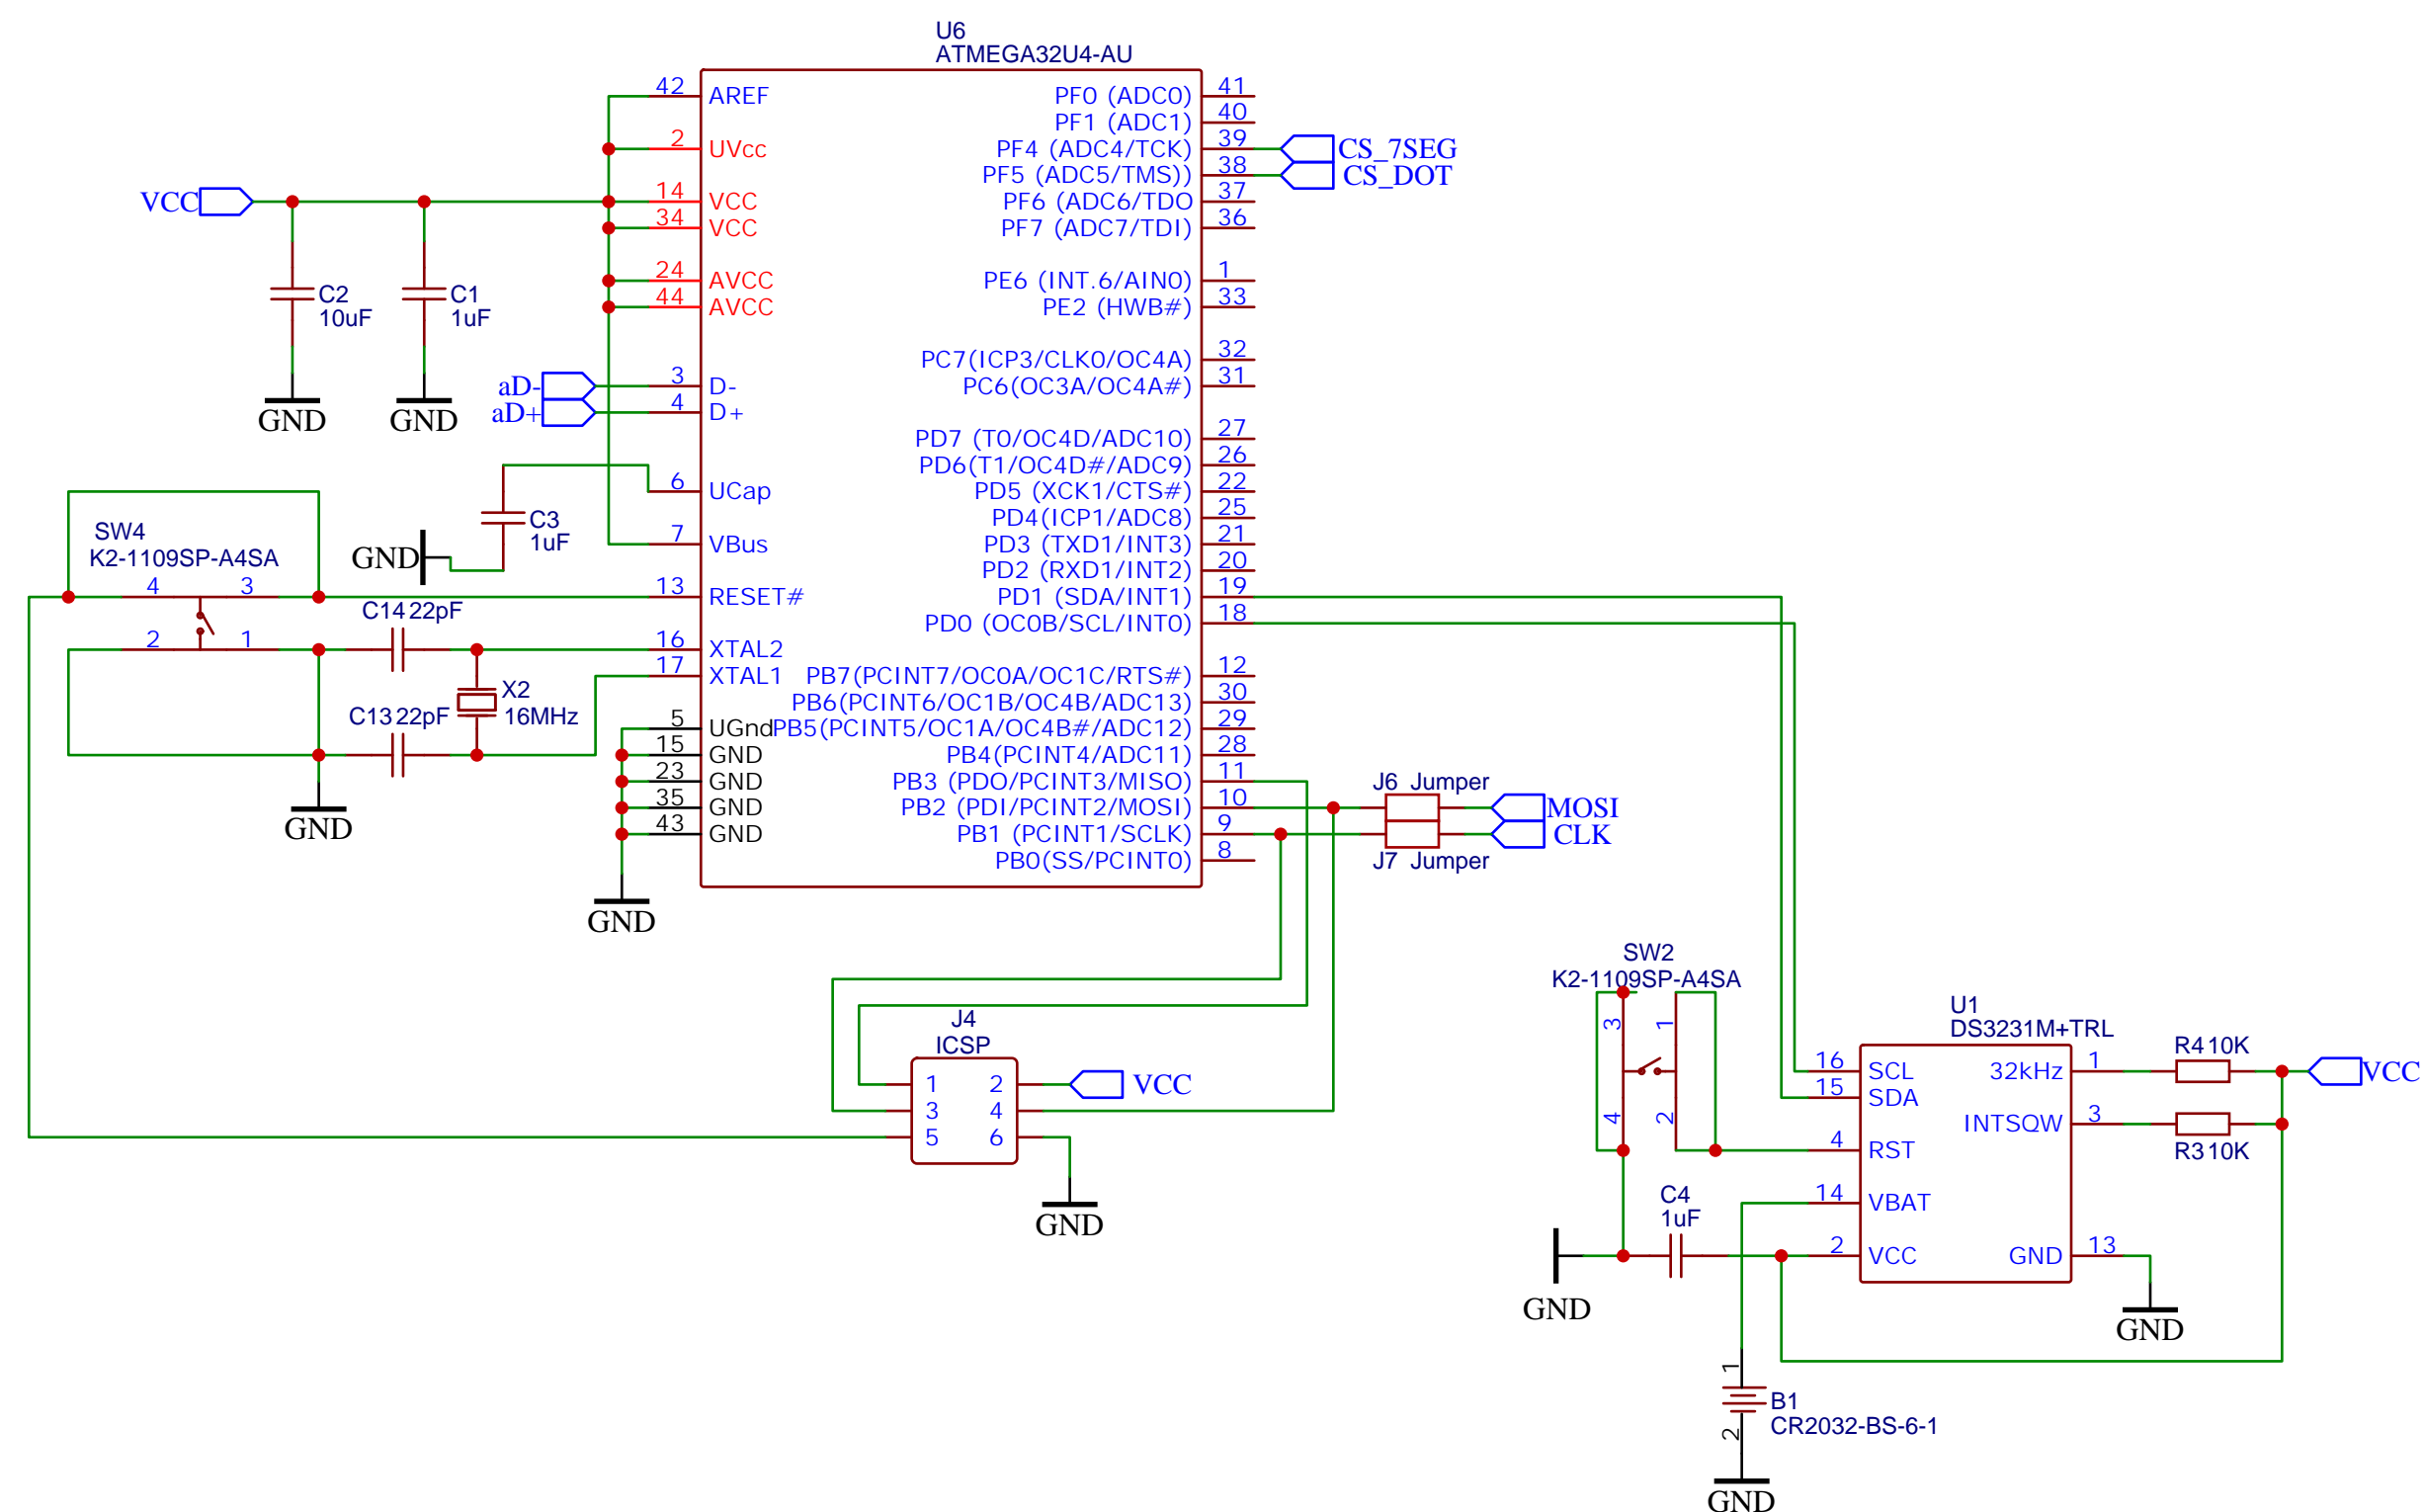 U6
ATMEGA32U4-AU
42 AREF
2 UVcc
14 VCC
34 VCC
24 AVCC
44 AVCC
3 D-
4 D+
6 UCap
7 VBus
13 RESET#
16 XTAL2
17 XTAL1
5 UGnd
15 GND
23 GND
35 GND
43 GND
PF0 (ADC0) 41
PF1 (ADC1) 40
PF4 (ADC4/TCK) 39
PF5 (ADC5/TMS)) 38
PF6 (ADC6/TDO 37
PF7 (ADC7/TDI) 36
PE6 (INT.6/AIN0) 1
PE2 (HWB#) 33
PC7(ICP3/CLK0/OC4A) 32
PC6(OC3A/OC4A#) 31
PD7 (T0/OC4D/ADC10) 27
PD6(T1/OC4D#/ADC9) 26
PD5 (XCK1/CTS#) 22
PD4(ICP1/ADC8) 25
PD3 (TXD1/INT3) 21
PD2 (RXD1/INT2) 20
PD1 (SDA/INT1) 19
PD0 (OC0B/SCL/INT0) 18
PB7(PCINT7/OC0A/OC1C/RTS#) 12
PB6(PCINT6/OC1B/OC4B/ADC13) 30
PB5(PCINT5/OC1A/OC4B#/ADC12) 29
PB4(PCINT4/ADC11) 28
PB3 (PDO/PCINT3/MISO) 11
PB2 (PDI/PCINT2/MOSI) 10
PB1 (PCINT1/SCLK) 9
PB0(SS/PCINT0) 8
CS_7SEG
CS_DOT
VCC
C2
10uF
C1
1uF
GND
GND
aD-
aD+
C3
1uF
GND
SW4
K2-1109SP-A4SA
4 3
2 1
C14 22pF
X2
16MHz
C13 22pF
GND
GND
J6 Jumper
MOSI
CLK
J7 Jumper
J4
ICSP
1 2
3 4
5 6
VCC
GND
SW2
K2-1109SP-A4SA
3 1
4 2
U1
DS3231M+TRL
16 SCL
15 SDA
4 RST
14 VBAT
2 VCC
32kHz 1
INTSQW 3
GND 13
R4 10K
VCC
R3 10K
C4
1uF
GND
GND
1
B1
CR2032-BS-6-1
2
GND